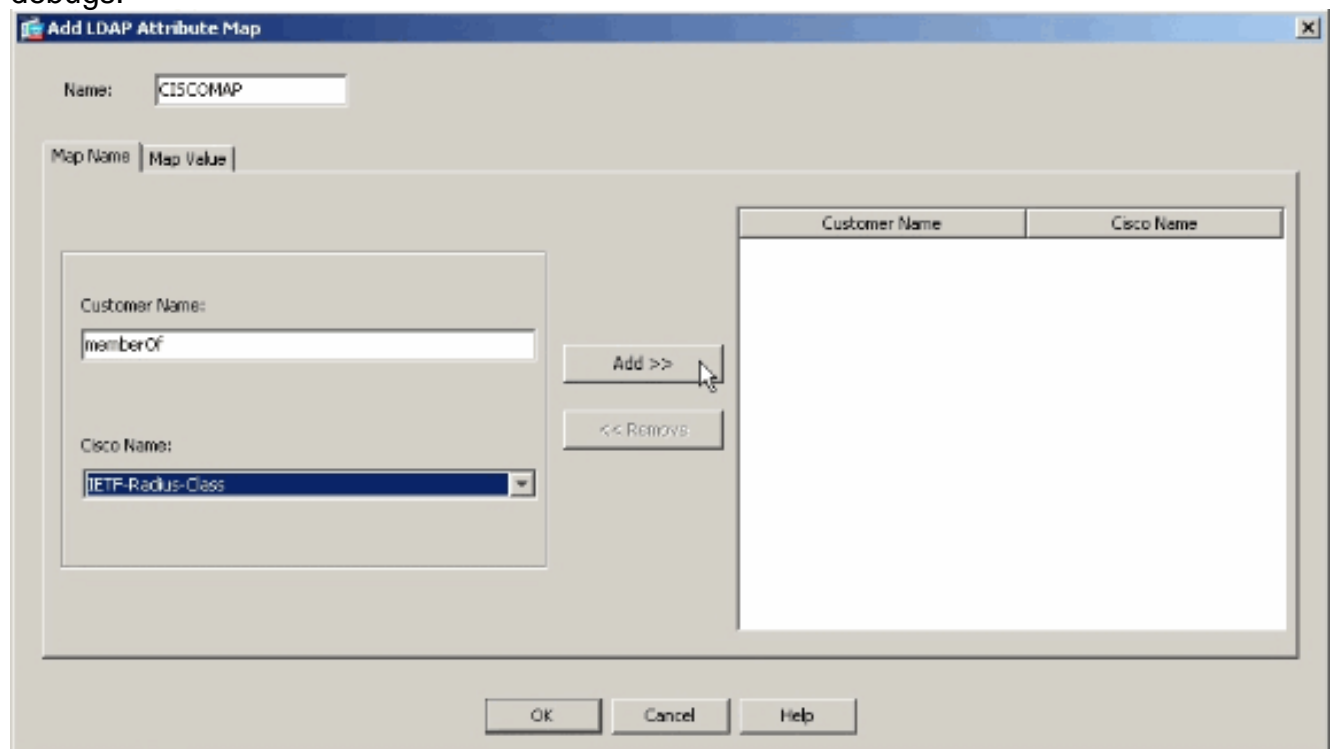 debugs.
Add LDAP Attribute Map
Name: CISCOMAP
Map Name Map Value
Customer Name Cisco Name
Customer Name:
memberOf
Add >>
<< Remove
Cisco Name:
IETF-Radius-Class
OK Cancel Help